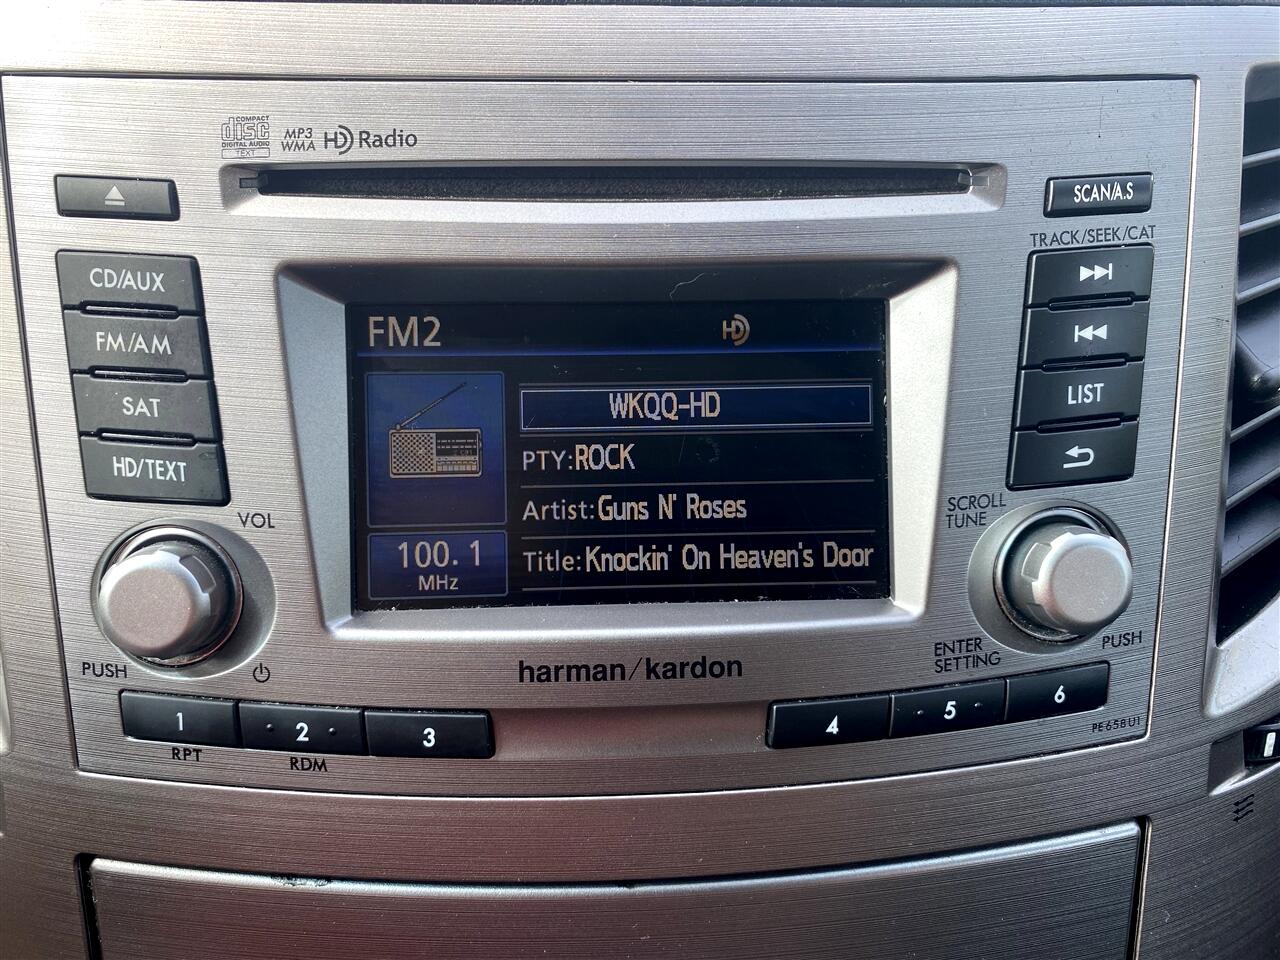 COMPACT
disc
DIGITAL AUDIO
TEXT
MP3
WMA
HD Radio
SCAN/A.S
TRACK/SEEK/CAT
CD/AUX
FM/AM
SAT
HD/TEXT
LIST
FM2
HD
WKQQ-HD
PTY:ROCK
Artist:Guns N' Roses
100.1
MHz
Title:Knockin' On Heaven's Door
VOL
SCROLL
TUNE
PUSH
ENTER
SETTING
PUSH
harman/kardon
1
2
3
4
5
6
RPT
RDM
PE658U1